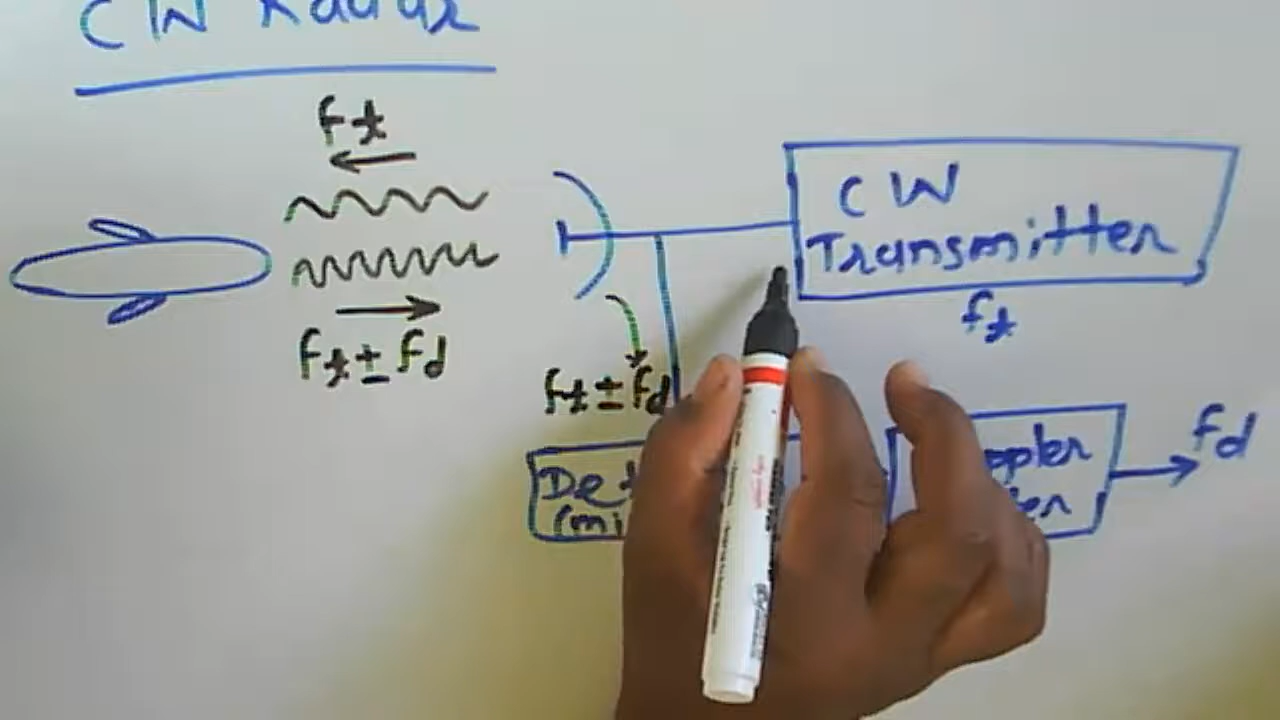 CW Radar
ft
ft ± fd
CW
Transmitter
ft
ft ± fd
fd